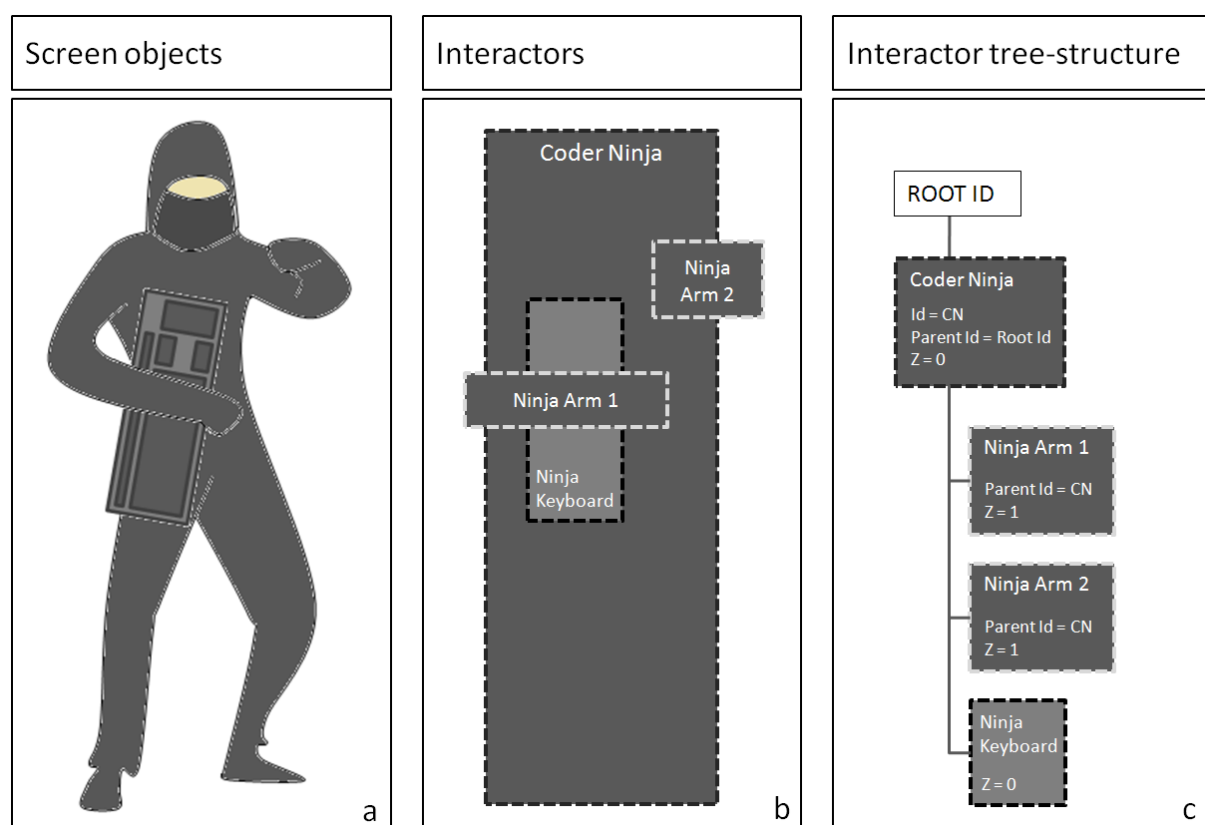 Screen objects
Interactors
Interactor tree-structure
a
Coder Ninja
Ninja
Arm 2
Ninja Arm 1
Ninja
Keyboard
b
ROOT ID
Coder Ninja
Id = CN
Parent Id = Root Id
Z = 0
Ninja Arm 1
Parent Id = CN
Z = 1
Ninja Arm 2
Parent Id = CN
Z = 1
Ninja
Keyboard
Z = 0
c